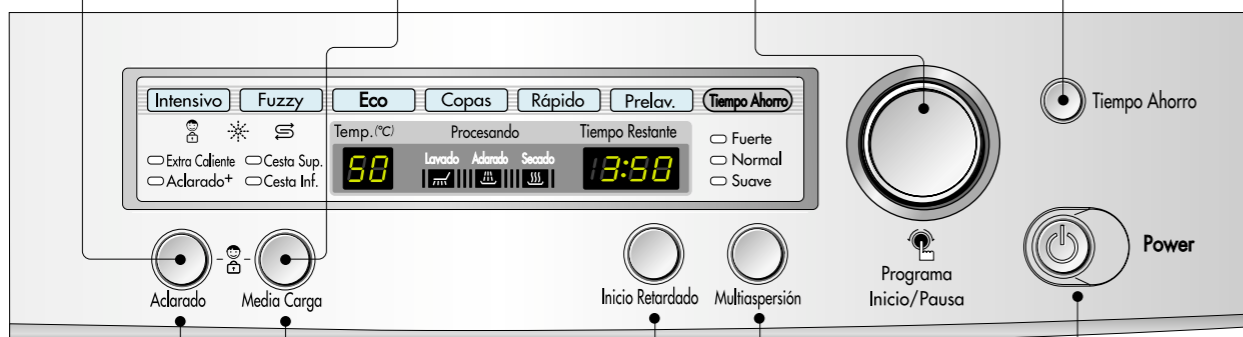 Intensivo Fuzzy Eco Copas Rápido Prelav. Tiempo Ahorro
Temp.(°C) Procesando Tiempo Restante
Extra Caliente Cesta Sup.
Aclarado+ Cesta Inf.
50
Lavado Adarado Secado
3:50
Fuerte
Normal
Suave
Tiempo Ahorro
Power
Aclarado Media Carga Inicio Retardado Multiaspersión
Programa
Inicio/Pausa